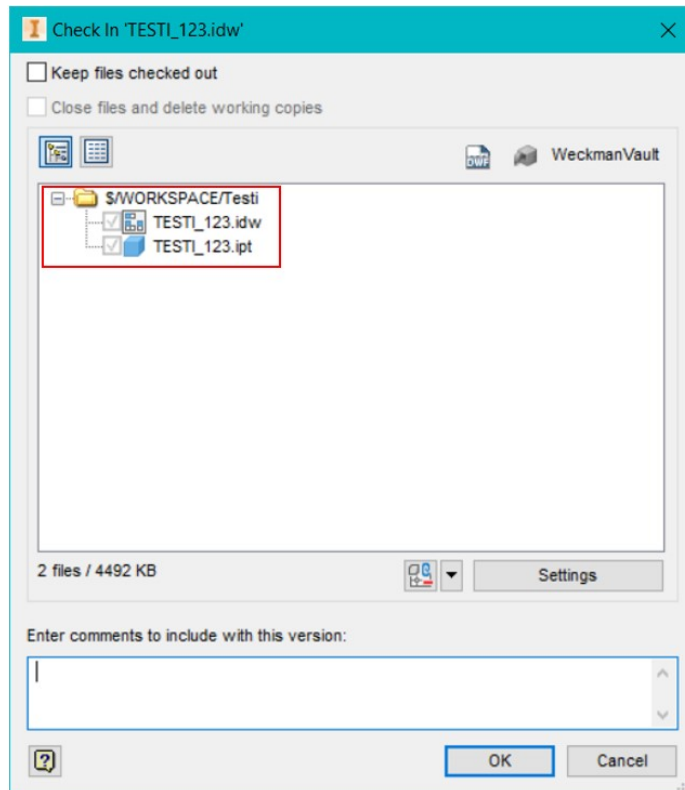 Check In 'TESTI_123.idw'
Keep files checked out
Close files and delete working copies
DWF
WeckmanVault
$/WORKSPACE/Testi
TESTI_123.idw
TESTI_123.ipt
2 files / 4492 KB
Settings
Enter comments to include with this version:
OK
Cancel